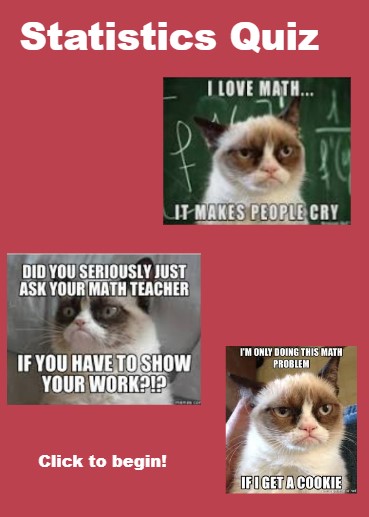 Statistics Quiz
I LOVE MATH...
IT MAKES PEOPLE CRY
DID YOU SERIOUSLY JUST
ASK YOUR MATH TEACHER
IF YOU HAVE TO SHOW
YOUR WORK?!?
I'M ONLY DOING THIS MATH
PROBLEM
IF I GET A COOKIE
Click to begin!